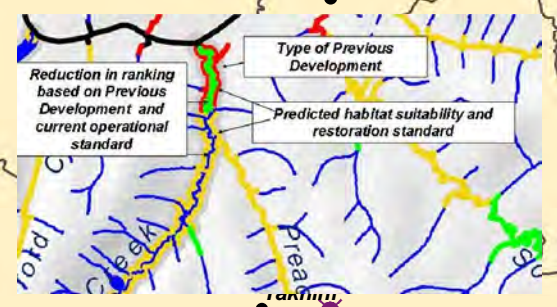 Type of Previous
Development
Reduction in ranking
based on Previous
Development and
current operational
standard
Predicted habitat suitability and
restoration standard
Creek